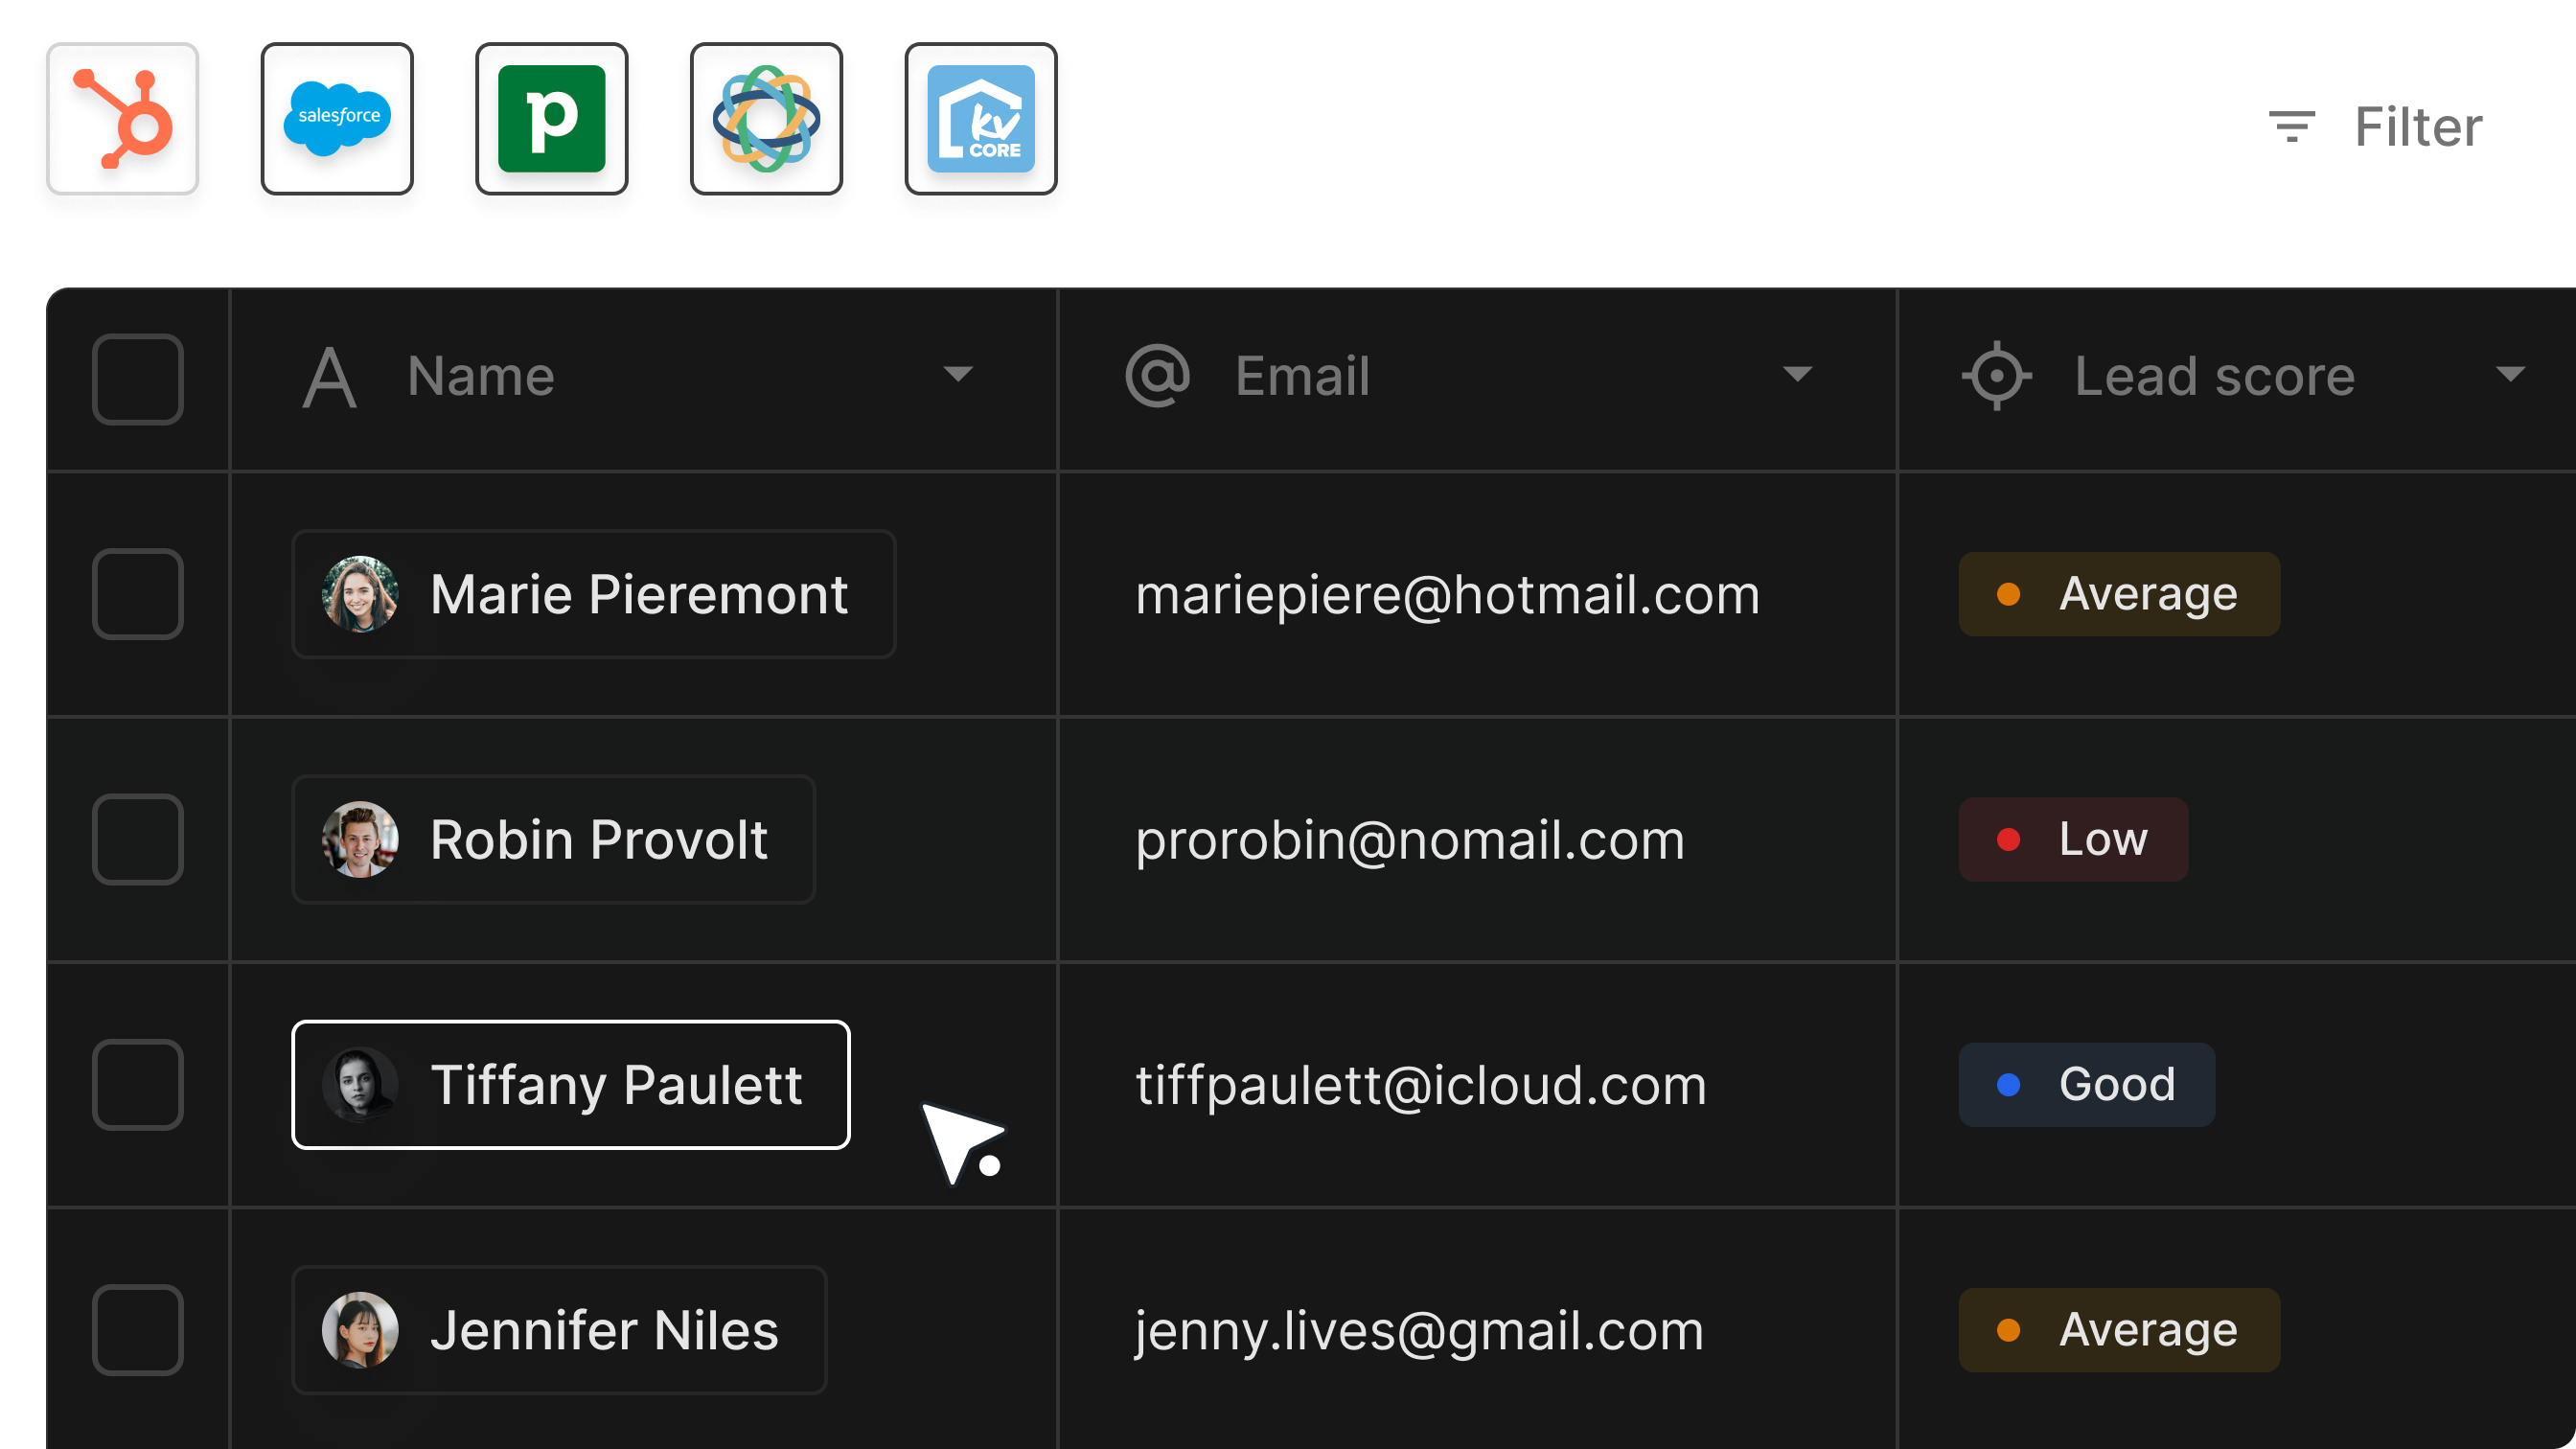 salesforce
p
kv
CORE
Filter
Name
Email
Lead score
Marie Pieremont
mariepiere@hotmail.com
Average
Robin Provolt
prorobin@nomail.com
Low
Tiffany Paulett
tiffpaulett@icloud.com
Good
Jennifer Niles
jenny.lives@gmail.com
Average